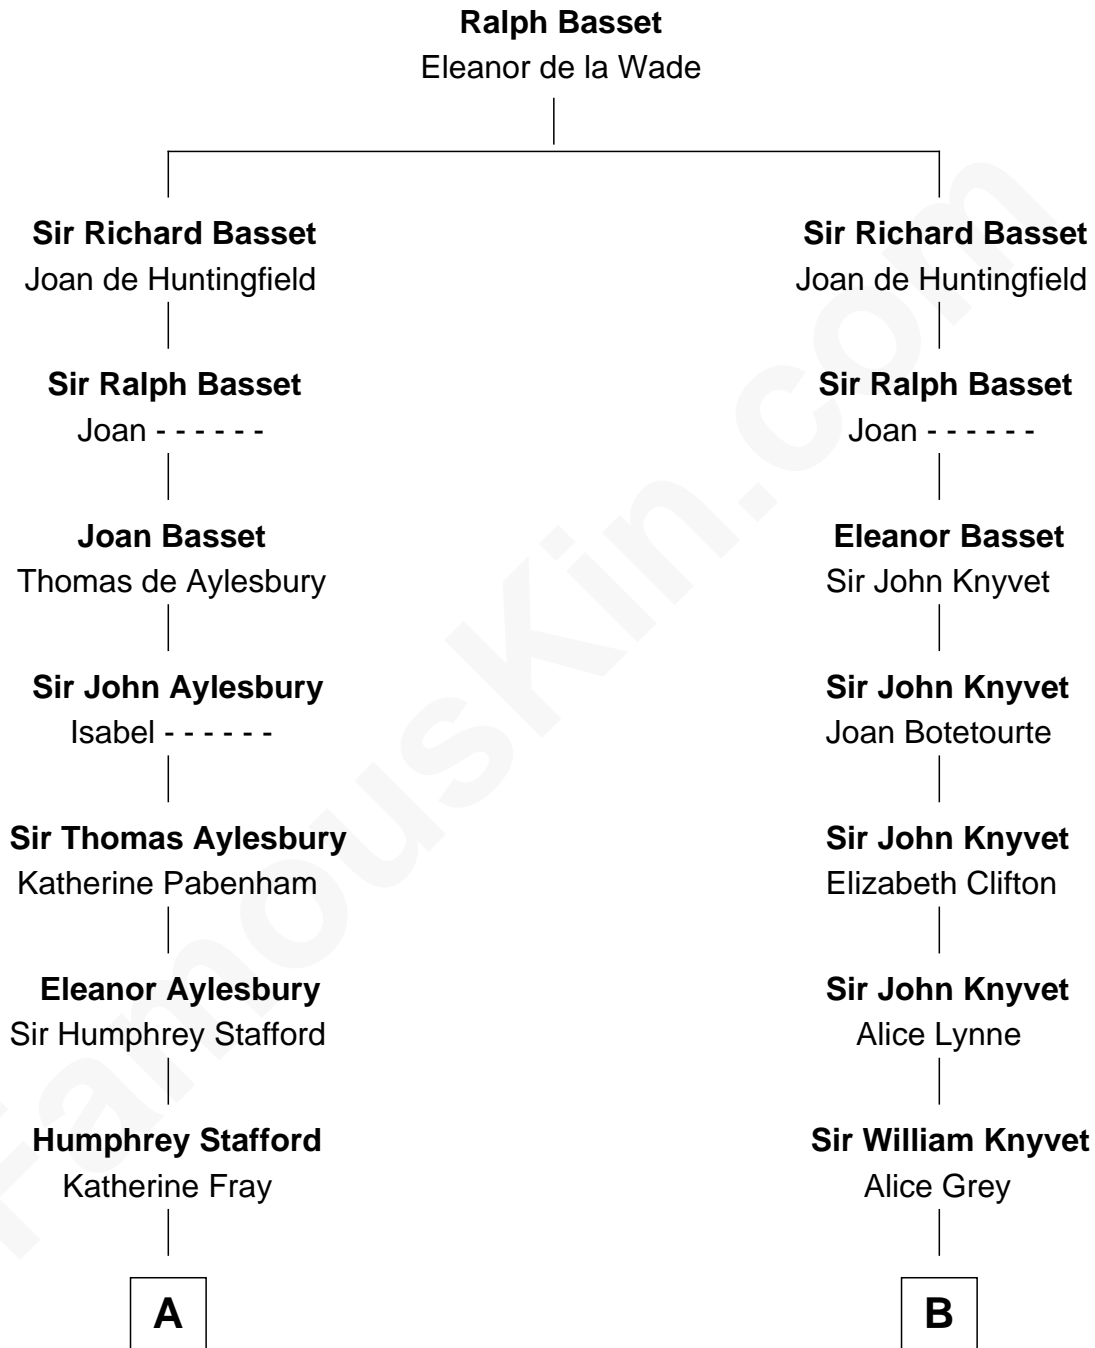 Ralph Basset
Eleanor de la Wade
Sir Richard Basset
Joan de Huntingfield
Sir Ralph Basset
Joan - - - - - -
Joan Basset
Thomas de Aylesbury
Sir John Aylesbury
Isabel - - - - - -
Sir Thomas Aylesbury
Katherine Pabenham
Eleanor Aylesbury
Sir Humphrey Stafford
Humphrey Stafford
Katherine Fray
A
Sir Richard Basset
Joan de Huntingfield
Sir Ralph Basset
Joan - - - - - -
Eleanor Basset
Sir John Knyvet
Sir John Knyvet
Joan Botetourte
Sir John Knyvet
Elizabeth Clifton
Sir John Knyvet
Alice Lynne
Sir William Knyvet
Alice Grey
B
FamousKin.com